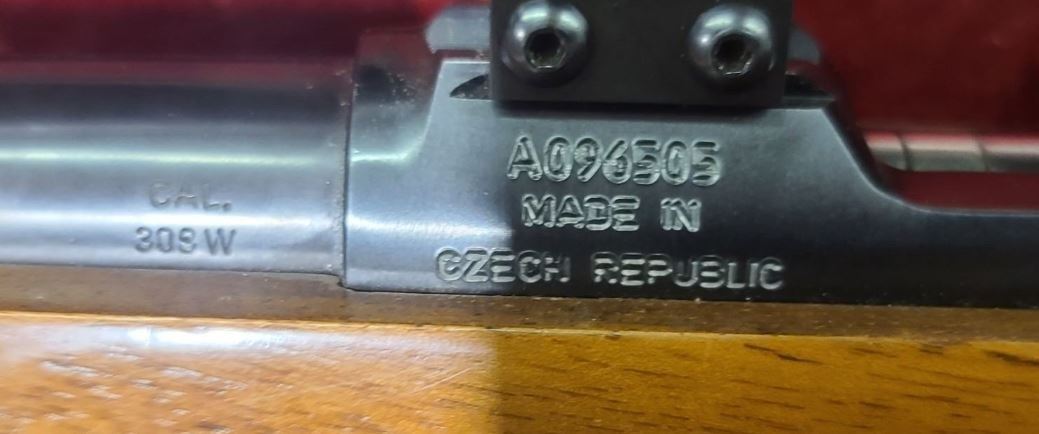 CAL.
308 W
A096505
MADE IN
CZECH REPUBLIC